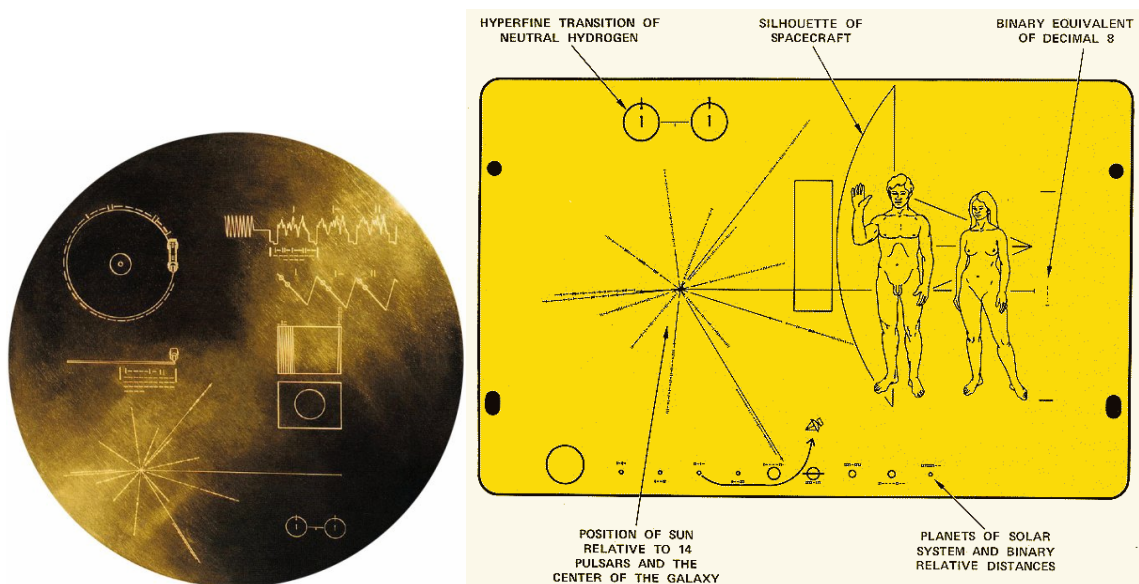 HYPERFINE TRANSITION OF
NEUTRAL HYDROGEN
SILHOUETTE OF
SPACECRAFT
BINARY EQUIVALENT
OF DECIMAL 8
POSITION OF SUN
RELATIVE TO 14
PULSARS AND THE
CENTER OF THE GALAXY
PLANETS OF SOLAR
SYSTEM AND BINARY
RELATIVE DISTANCES